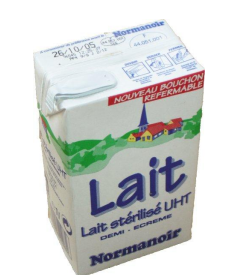 Normanoir
26/10/05
NOUVEAU BOUCHON
REFERMABLE
Lait
Lait stérilisé UHT
DEMI - ECREME
Normanoir